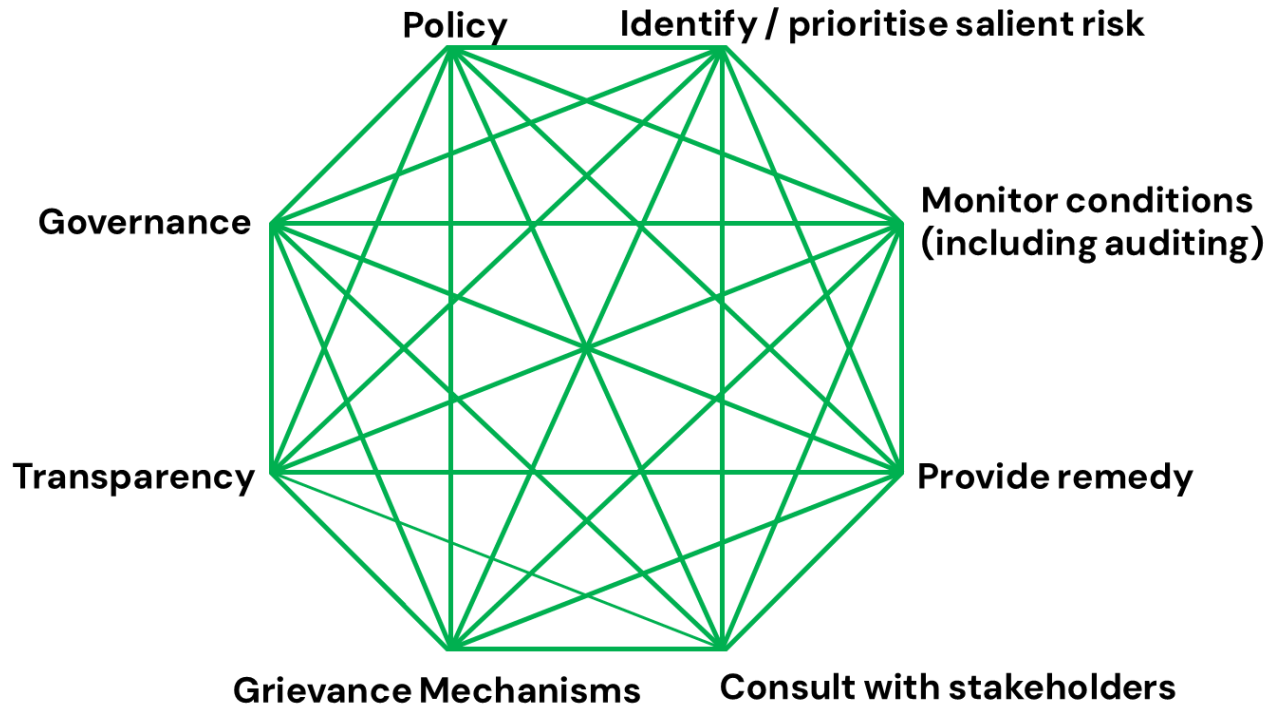 Policy
Identify / prioritise salient risk
Governance
Monitor conditions
(including auditing)
Transparency
Provide remedy
Grievance Mechanisms
Consult with stakeholders